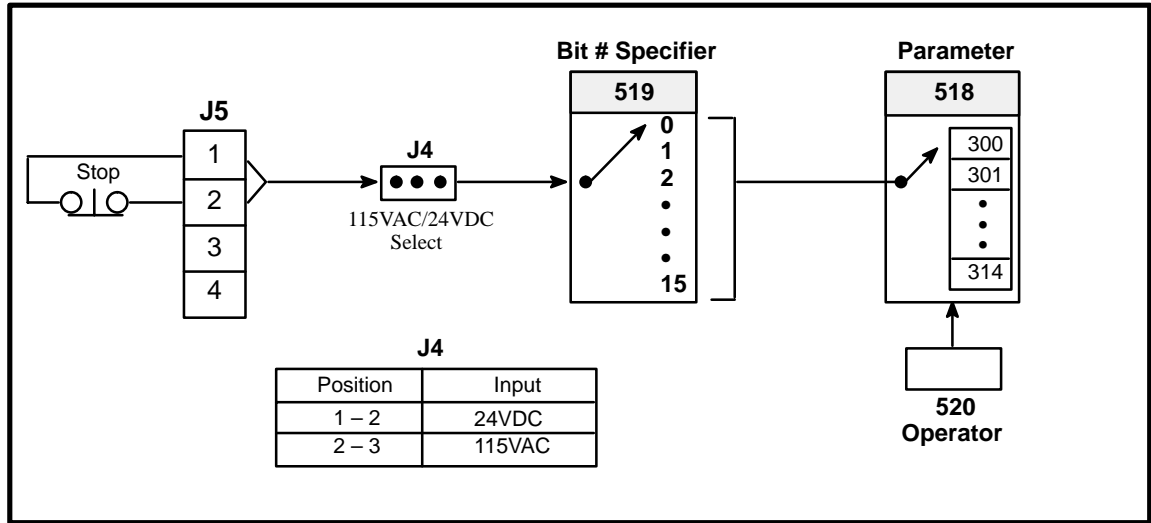 Bit # Specifier
Parameter
519
518
J5
0
1
2
•
•
•
15
300
301
•
•
•
314
Stop
1
2
3
4
J4
115VAC/24VDC
Select
J4
Position Input
1 – 2 24VDC
2 – 3 115VAC
520
Operator